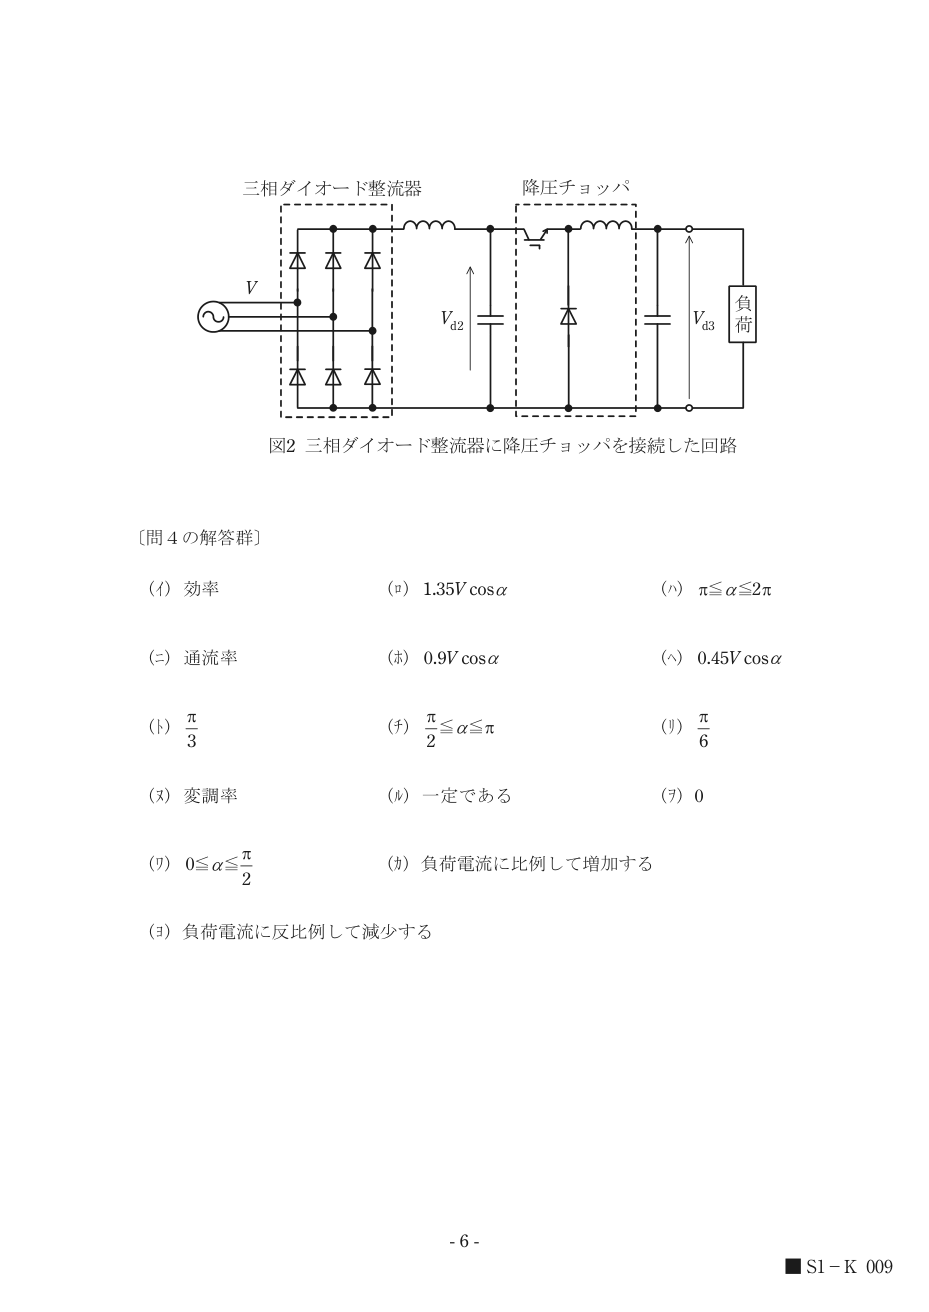 三相ダイオード整流器 降圧チョッパ
V
Vd2
Vd3
負荷
図2 三相ダイオード整流器に降圧チョッパを接続した回路
〔問４の解答群〕
(ｲ) 効率 (ﾛ) 1.35V cosα (ﾊ) π≦α≦2π
(ﾆ) 通流率 (ﾎ) 0.9V cosα (ﾍ) 0.45V cosα
(ﾄ) π/3 (ﾁ) π/2≦α≦π (ﾘ) π/6
(ﾇ) 変調率 (ﾙ) 一定である (ｦ) 0
(ﾜ) 0≦α≦π/2 (ｶ) 負荷電流に比例して増加する
(ﾖ) 負荷電流に反比例して減少する
- 6 -
■ S1－K 009